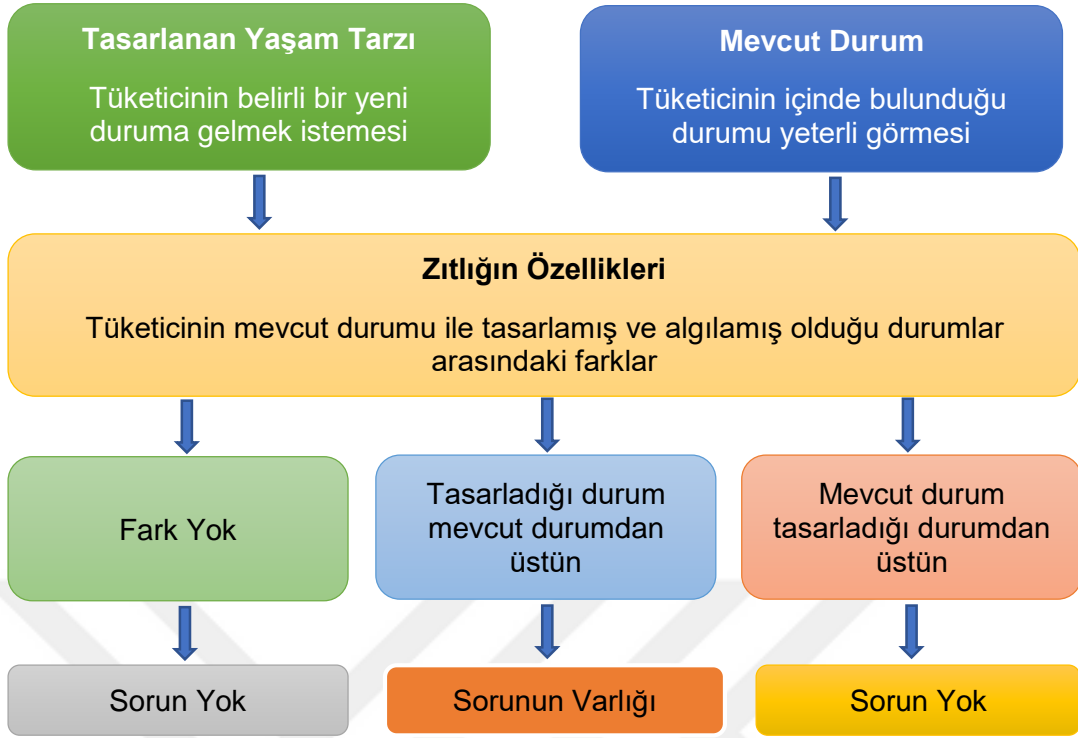 Tasarlanan Yaşam Tarzı
Tüketicinin belirli bir yeni
duruma gelmek istemesi
Mevcut Durum
Tüketicinin içinde bulunduğu
durumu yeterli görmesi
Zıtlığın Özellikleri
Tüketicinin mevcut durumu ile tasarlamış ve algılamış olduğu durumlar
arasındaki farklar
Fark Yok
Tasarladığı durum
mevcut durumdan
üstün
Mevcut durum
tasarladığı durumdan
üstün
Sorun Yok
Sorunun Varlığı
Sorun Yok